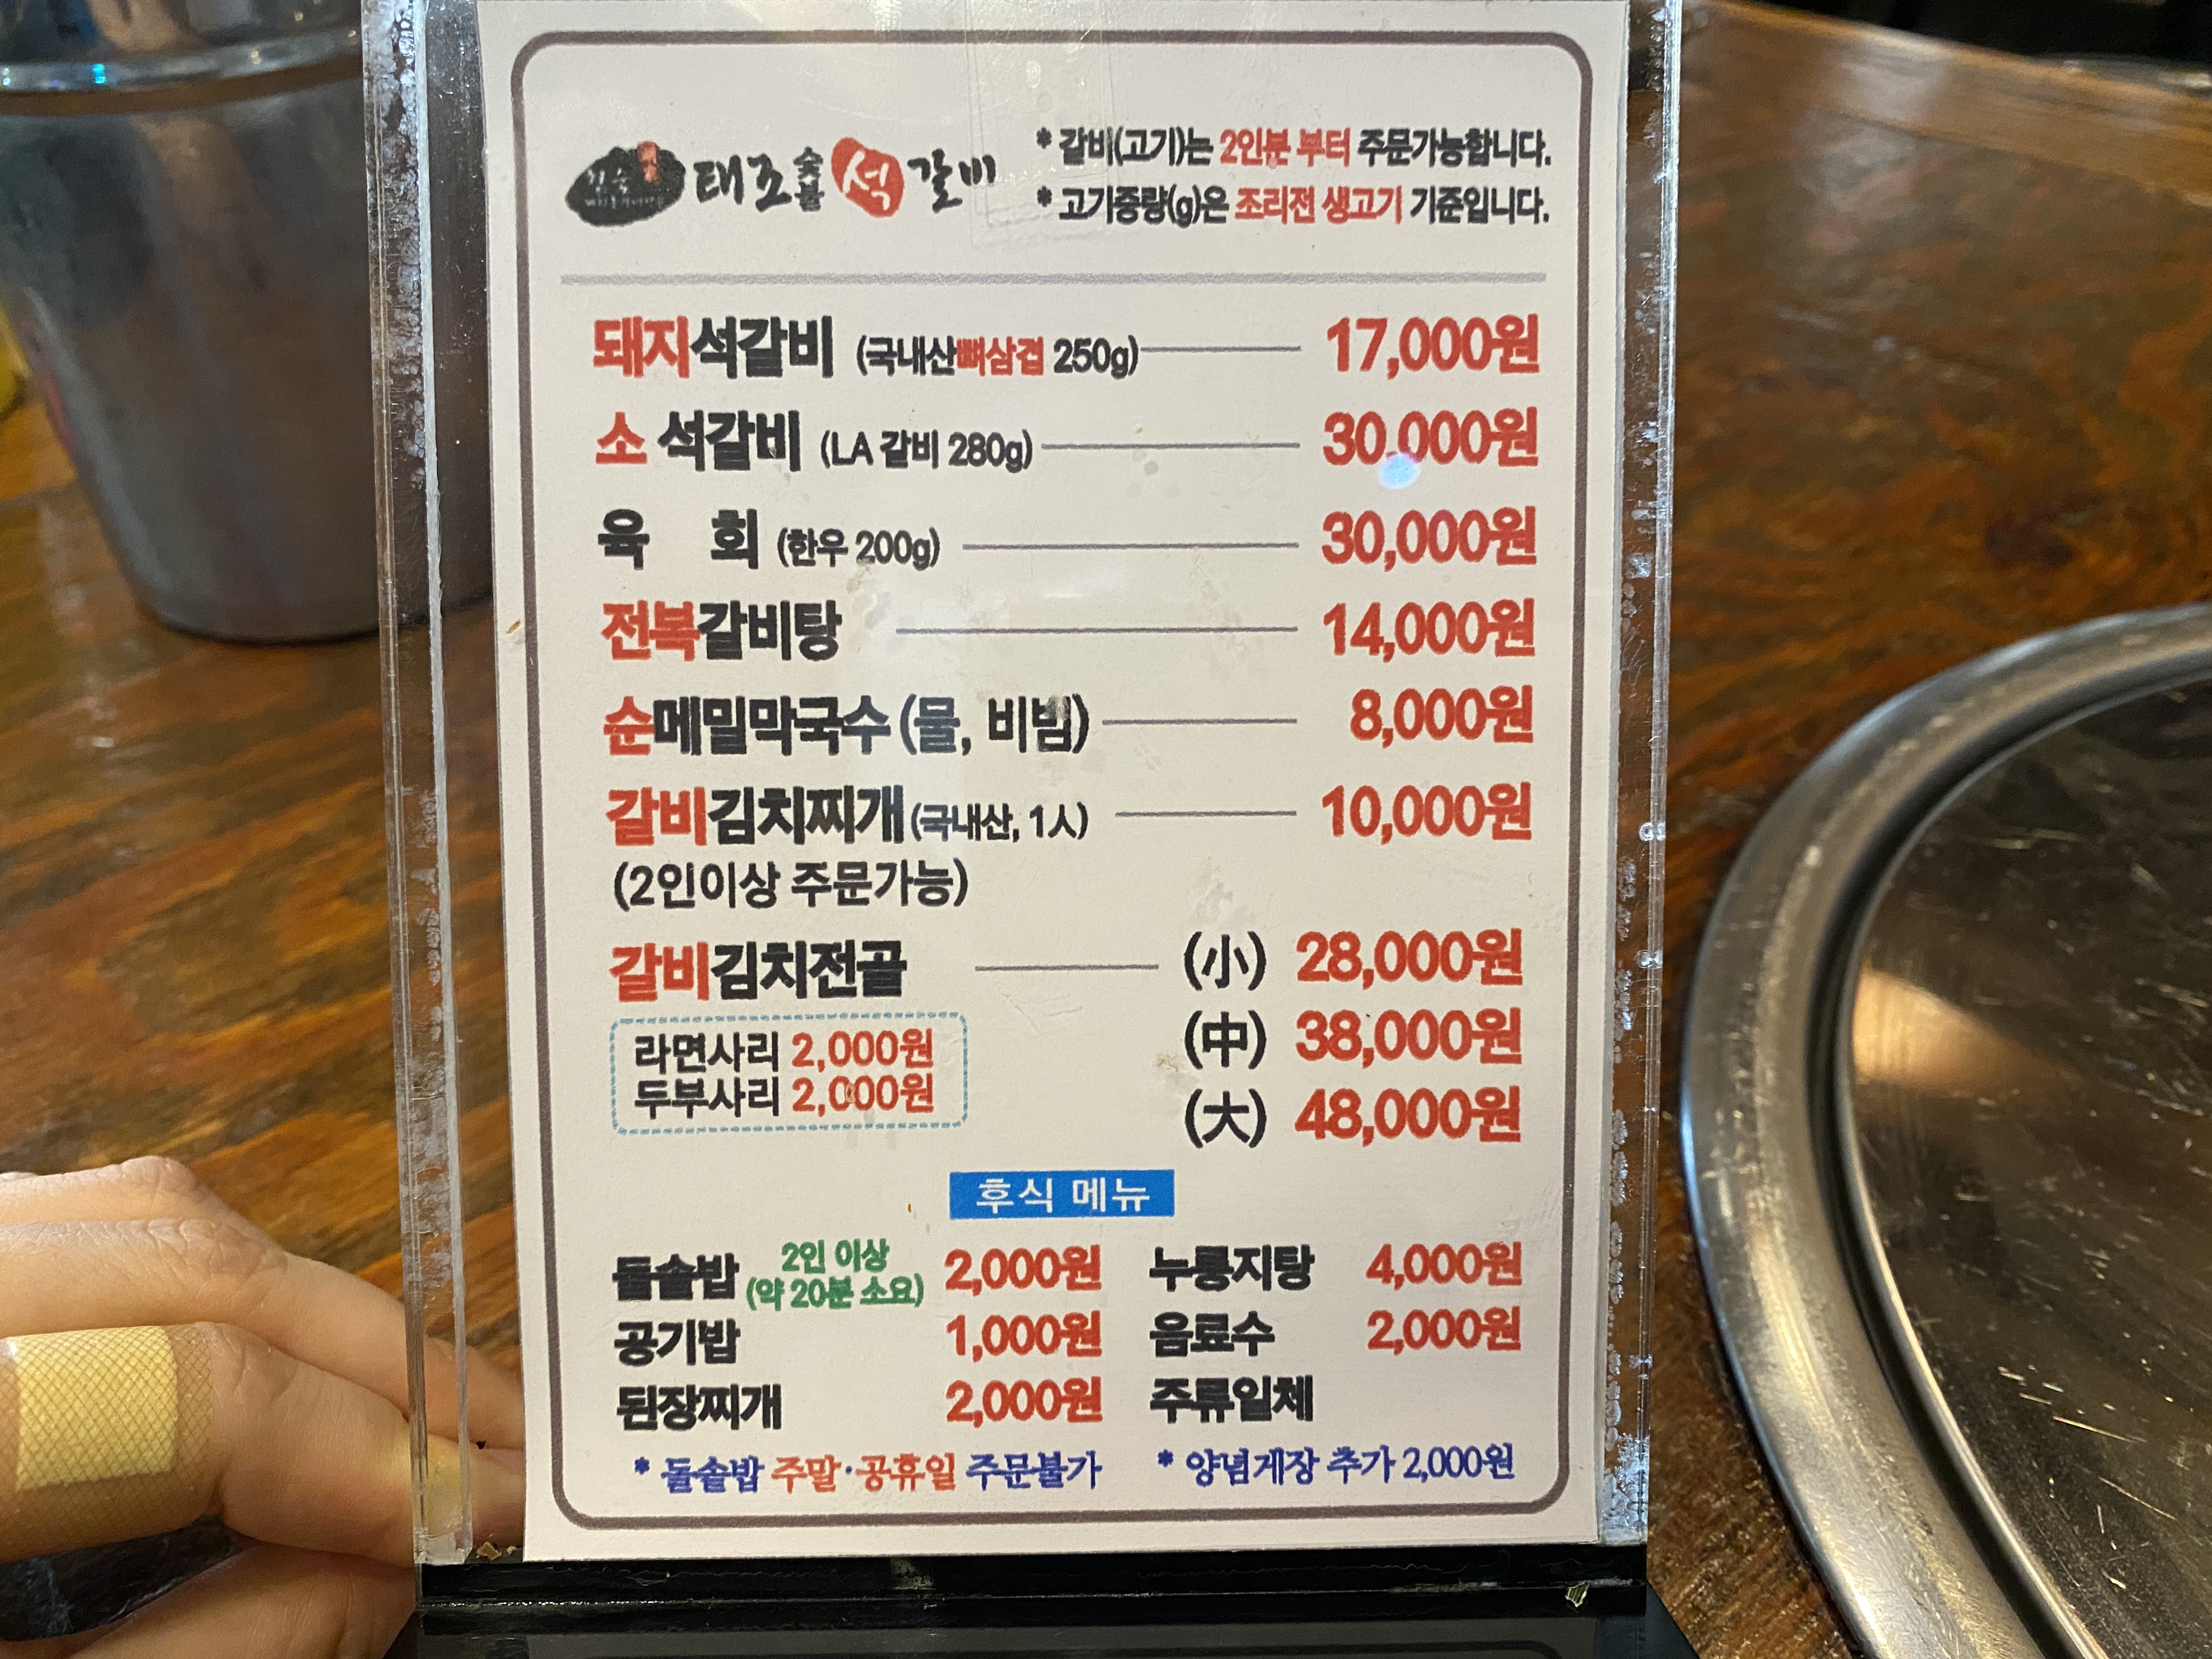 태조숯불석갈비
* 갈비(고기)는 2인분 부터 주문가능합니다.
* 고기중량(g)은 조리전 생고기 기준입니다.
돼지석갈비 (국내산뼈삼겹 250g) 17,000원
소 석갈비 (LA 갈비 280g) 30,000원
육 회 (한우 200g) 30,000원
전복갈비탕 14,000원
순메밀막국수 (물, 비빔) 8,000원
갈비김치찌개 (국내산, 1人) 10,000원
(2인이상 주문가능)
갈비김치전골 (小) 28,000원
(中) 38,000원
(大) 48,000원
라면사리 2,000원
두부사리 2,000원
후식 메뉴
돌솥밥 2인 이상 (약 20분 소요) 2,000원
공기밥 1,000원
된장찌개 2,000원
누룽지탕 4,000원
음료수 2,000원
주류일체
* 돌솥밥 주말·공휴일 주문불가
* 양념게장 추가 2,000원